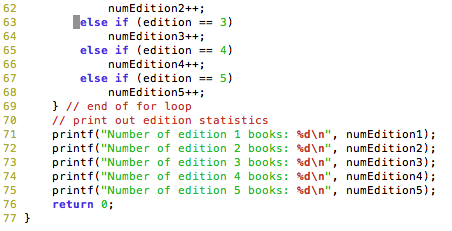 62             numEdition2++;
63         else if (edition == 3)
64             numEdition3++;
65         else if (edition == 4)
66             numEdition4++;
67         else if (edition == 5)
68             numEdition5++;
69     } // end of for loop
70     // print out edition statistics
71     printf("Number of edition 1 books: %d\n", numEdition1);
72     printf("Number of edition 2 books: %d\n", numEdition2);
73     printf("Number of edition 3 books: %d\n", numEdition3);
74     printf("Number of edition 4 books: %d\n", numEdition4);
75     printf("Number of edition 5 books: %d\n", numEdition5);
76     return 0;
77 }